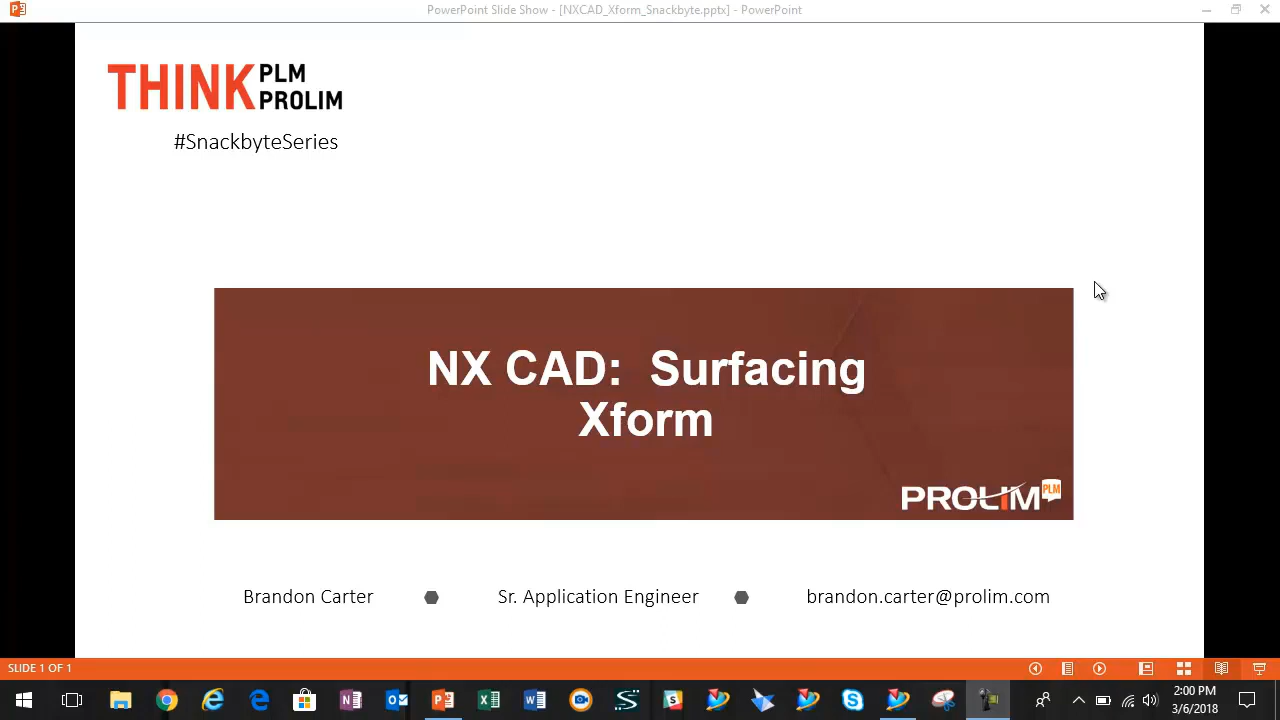 PowerPoint Slide Show - [NXCAD_Xform_Snackbyte.pptx] - PowerPoint
THINK PLM PROLIM
#SnackbyteSeries
NX CAD: Surfacing
Xform
PROLIM PLM
Brandon Carter
Sr. Application Engineer
brandon.carter@prolim.com
SLIDE 1 OF 1
2:00 PM
3/6/2018